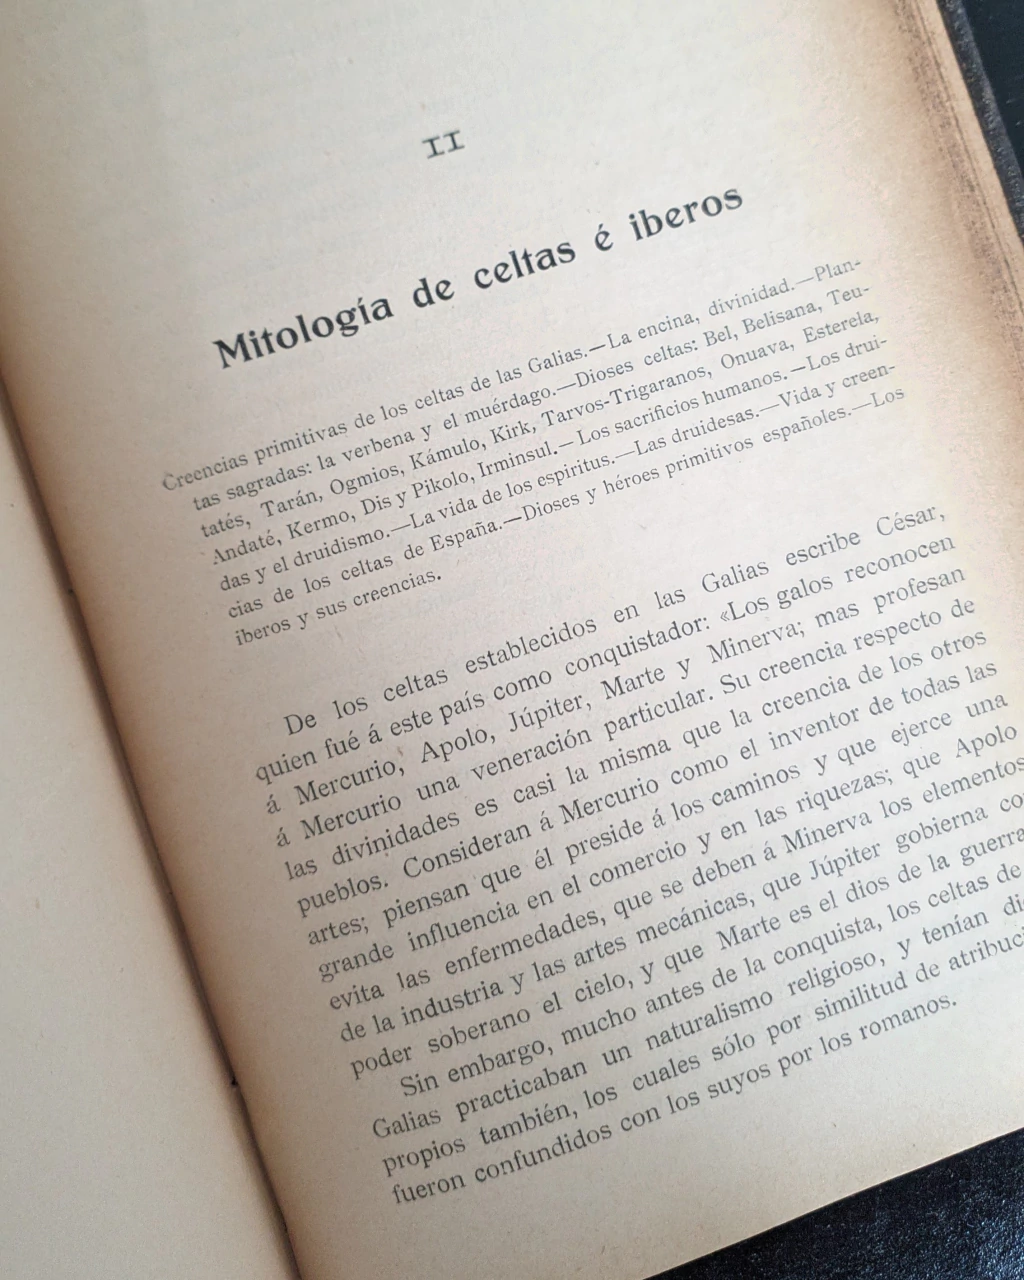 II
Mitología de celtas é iberos
Creencias primitivas de los celtas de las Galias.—La encina, divinidad.—Plan-
tas sagradas: la verbena y el muérdago.—Dioses celtas: Bel, Belisana, Teu-
tatés, Tarán, Ogmios, Kámulo, Kirk, Tarvos-Trigaranos, Onuava, Esterela,
Andaté, Kermo, Dis y Pikolo, Irminsul.—Los sacrificios humanos.—Los drui-
das y el druidismo.—La vida de los espiritus.—Las druidesas.—Vida y creen-
cias de los celtas de España.—Dioses y héroes primitivos españoles.—Los
iberos y sus creencias.
De los celtas establecidos en las Galias escribe César,
quien fué á este país como conquistador: «Los galos reconocen
á Mercurio, Apolo, Júpiter, Marte y Minerva; mas profesan
á Mercurio una veneración particular. Su creencia respecto de
las divinidades es casi la misma que la creencia de los otros
pueblos. Consideran á Mercurio como el inventor de todas las
artes; piensan que él preside á los caminos y que ejerce una
grande influencia en el comercio y en las riquezas; que Apolo
evita las enfermedades, que se deben á Minerva los elementos
de la industria y las artes mecánicas, que Júpiter gobierna co
poder soberano el cielo, y que Marte es el dios de la guerra
Sin embargo, mucho antes de la conquista, los celtas de
Galias practicaban un naturalismo religioso, y tenían di
propios también, los cuales sólo por similitud de atribuci
fueron confundidos con los suyos por los romanos.